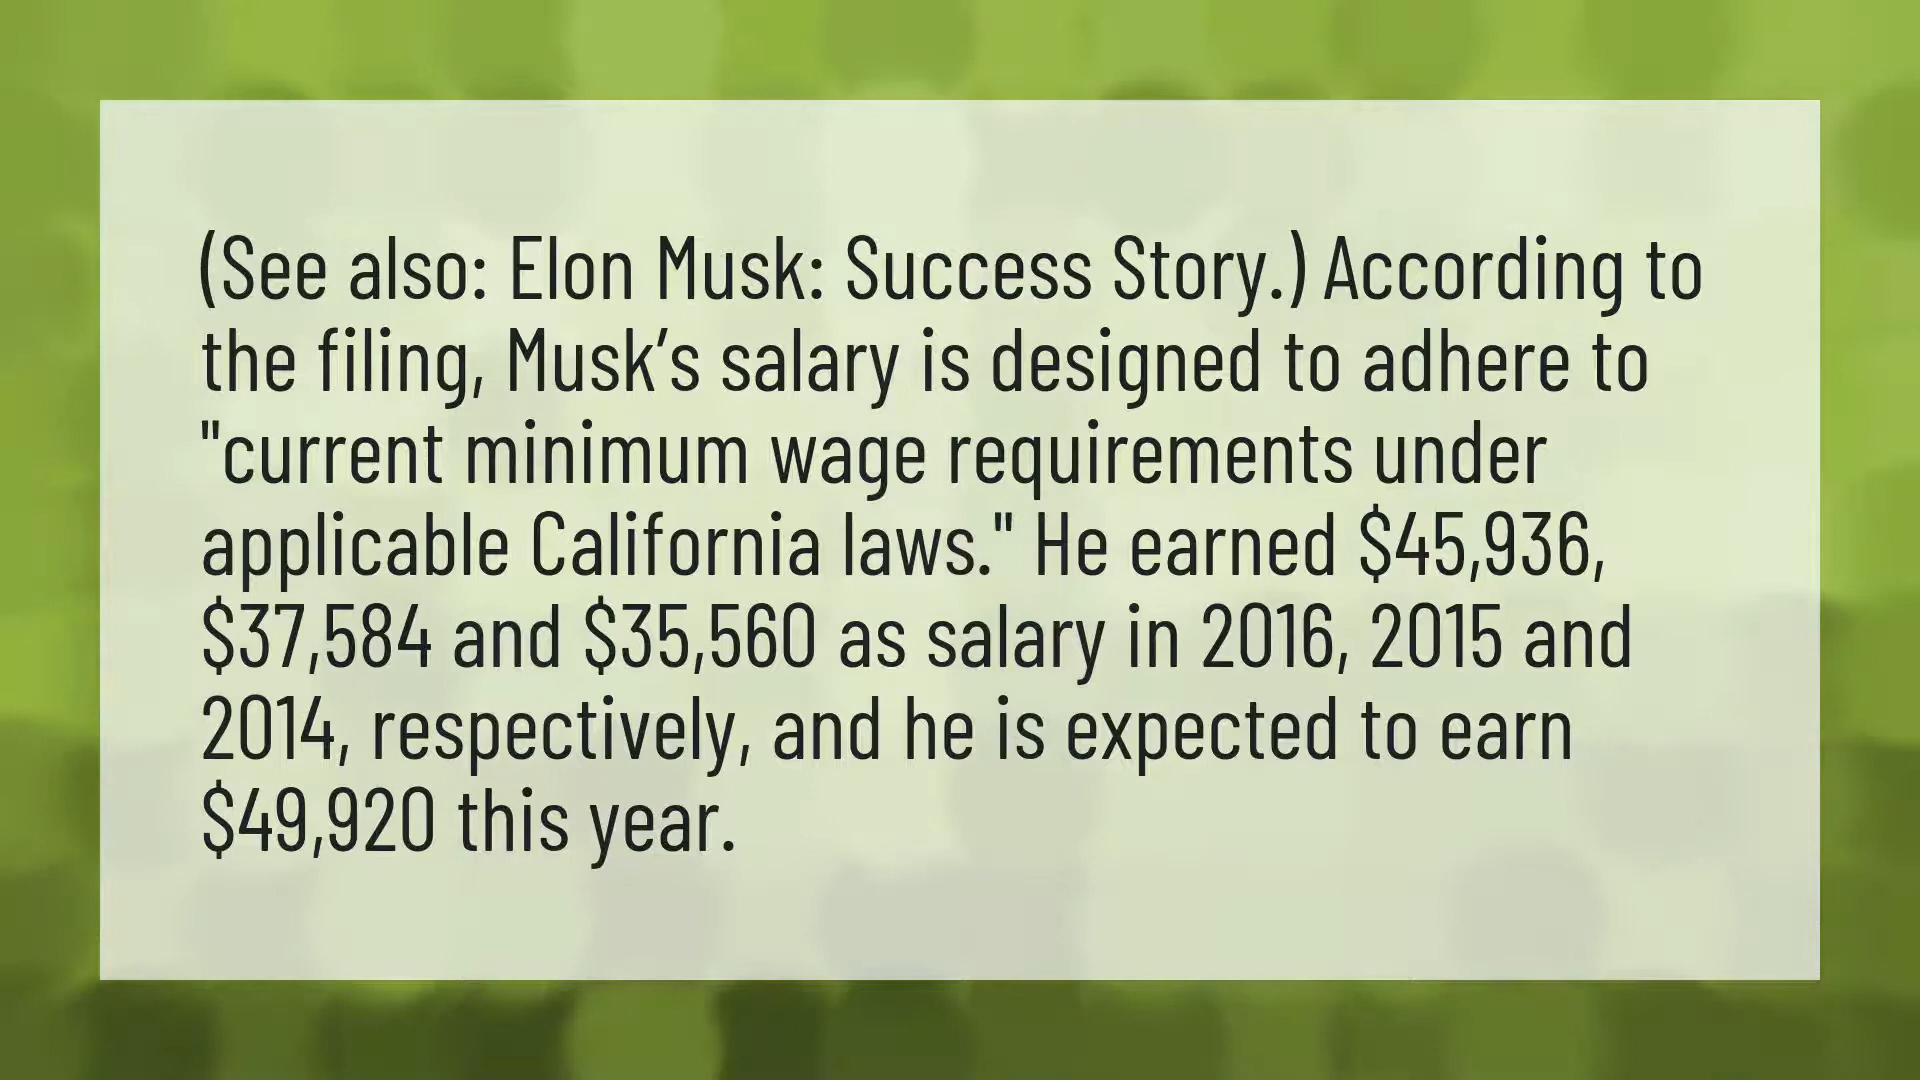 (See also: Elon Musk: Success Story.) According to
the filing, Musk’s salary is designed to adhere to
"current minimum wage requirements under
applicable California laws." He earned $45,936,
$37,584 and $35,560 as salary in 2016, 2015 and
2014, respectively, and he is expected to earn
$49,920 this year.